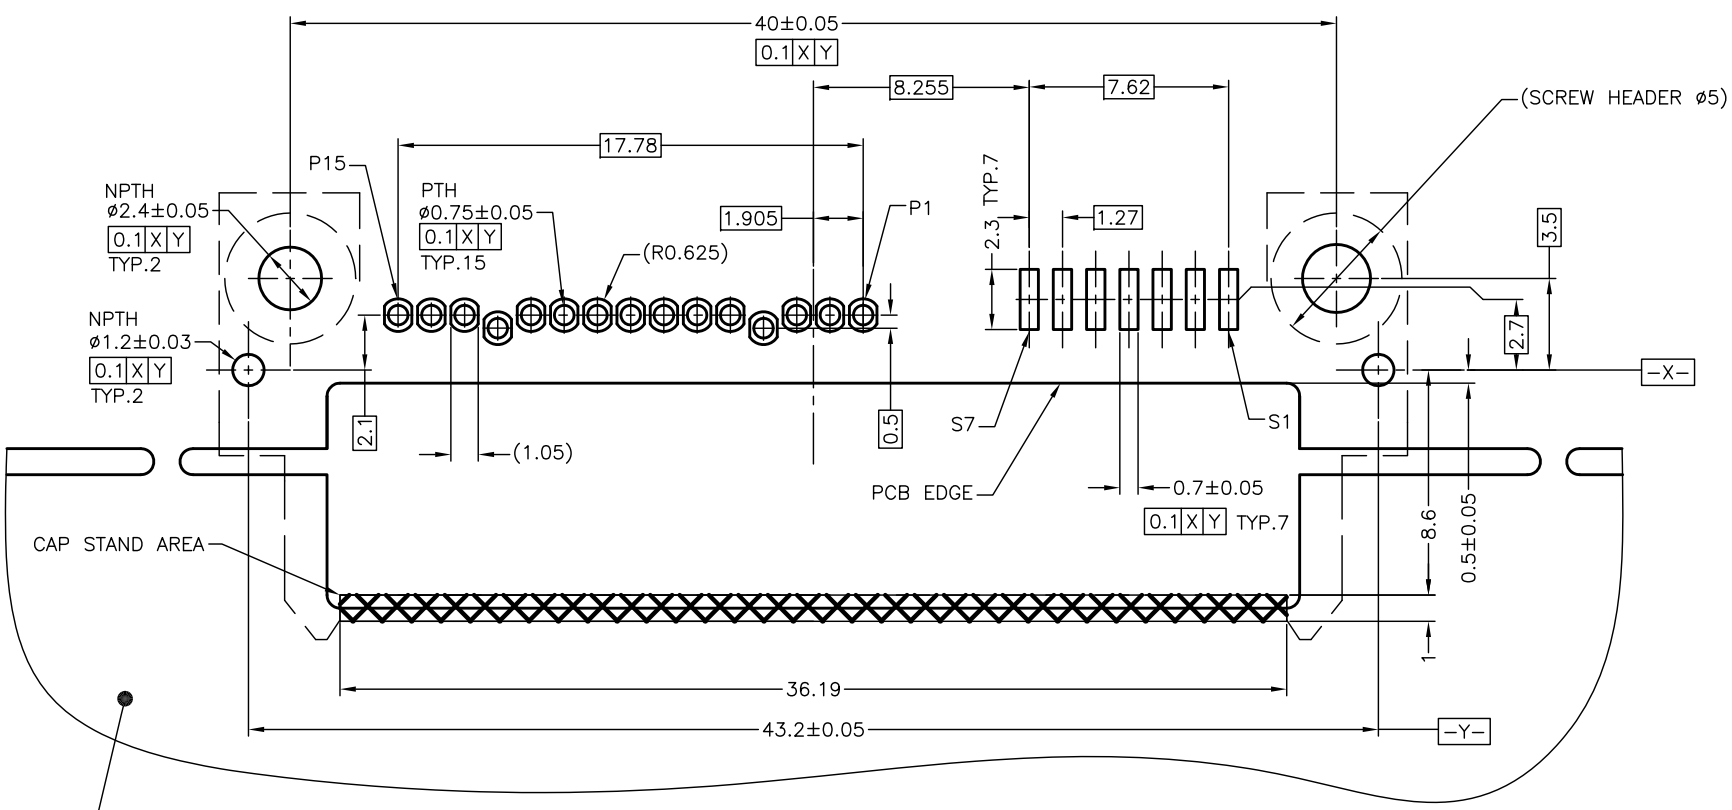 40±0.05
0.1 X Y
8.255
7.62
(SCREW HEADER ø5)
17.78
P15
NPTH
ø2.4±0.05
0.1 X Y
TYP.2
PTH
ø0.75±0.05
0.1 X Y
TYP.15
(R0.625)
1.905
P1
2.3 TYP.7
1.27
3.5
NPTH
ø1.2±0.03
0.1 X Y
TYP.2
2.7
-X-
2.1
(1.05)
0.5
S7
S1
PCB EDGE
0.7±0.05
0.1 X Y TYP.7
8.6
0.5±0.05
CAP STAND AREA
1
36.19
43.2±0.05
-Y-